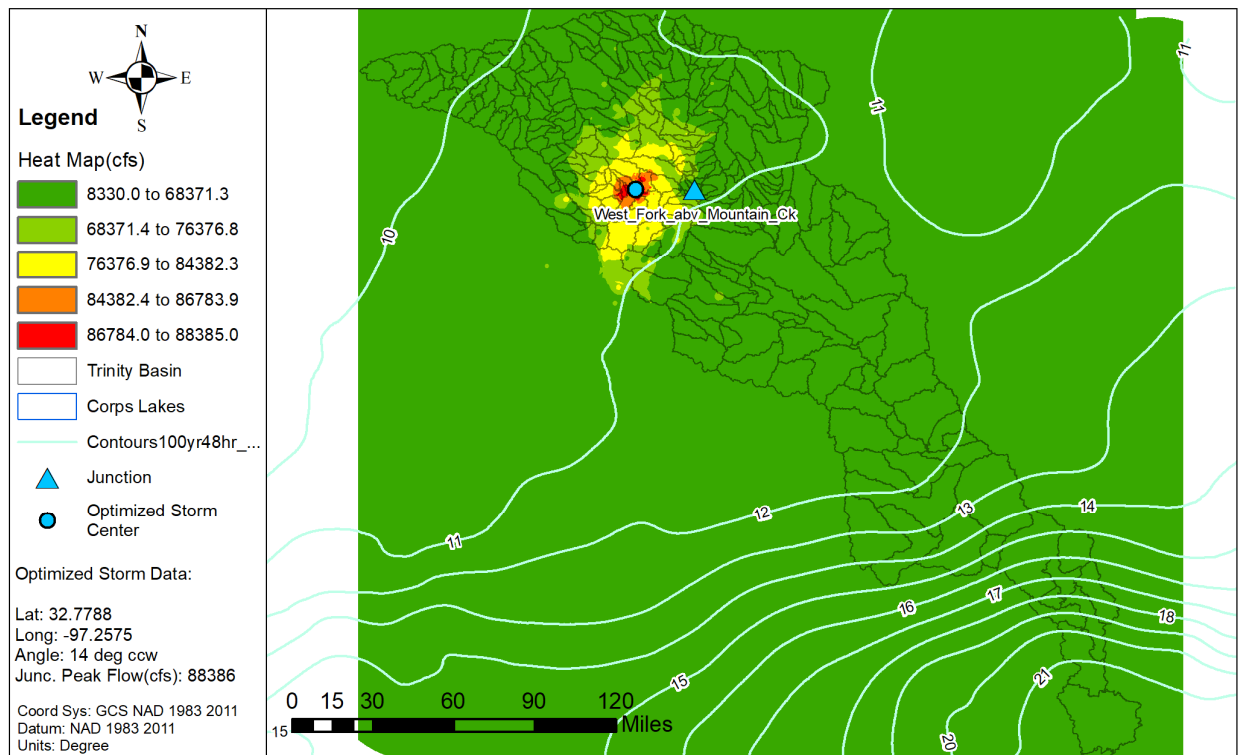 N
W E
S
Legend
Heat Map(cfs)
8330.0 to 68371.3
68371.4 to 76376.8
76376.9 to 84382.3
84382.4 to 86783.9
86784.0 to 88385.0
Trinity Basin
Corps Lakes
Contours100yr48hr_...
Junction
Optimized Storm
Center
Optimized Storm Data:
Lat: 32.7788
Long: -97.2575
Angle: 14 deg ccw
Junc. Peak Flow(cfs): 88386
Coord Sys: GCS NAD 1983 2011
Datum: NAD 1983 2011
Units: Degree
11
11
West_Fork_abv_Mountain_Ck
10
12
13
14
11
16
17
18
15
21
20
15
0 15 30 60 90 120
Miles